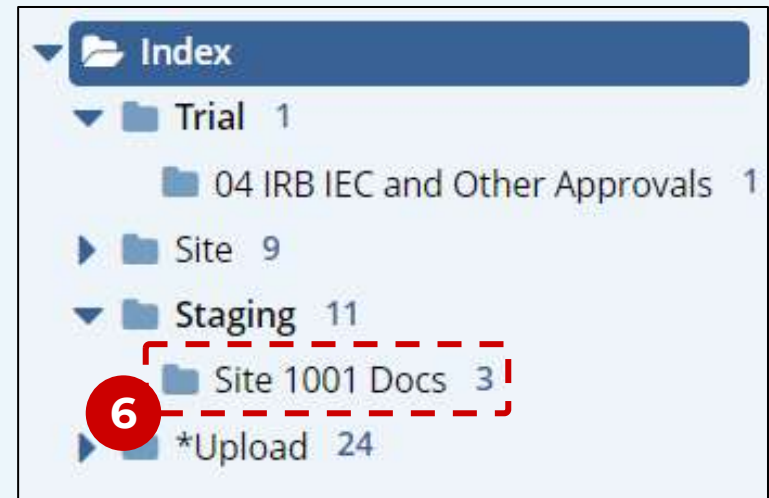 Index
Trial 1
04 IRB IEC and Other Approvals 1
Site 9
Staging 11
Site 1001 Docs 3
6
*Upload 24